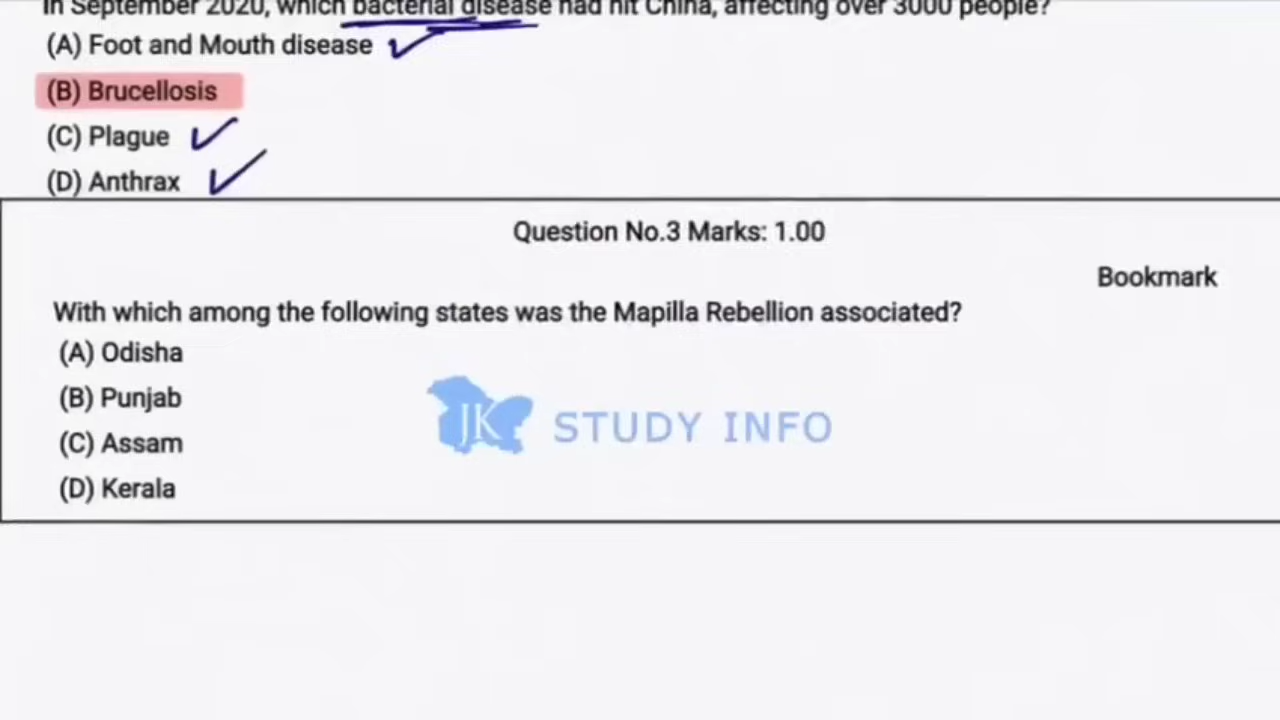 In September 2020, which bacterial disease had hit China, affecting over 3000 people?
(A) Foot and Mouth disease
(B) Brucellosis
(C) Plague
(D) Anthrax
Question No.3 Marks: 1.00
Bookmark
With which among the following states was the Mapilla Rebellion associated?
(A) Odisha
(B) Punjab
(C) Assam
(D) Kerala
JK STUDY INFO